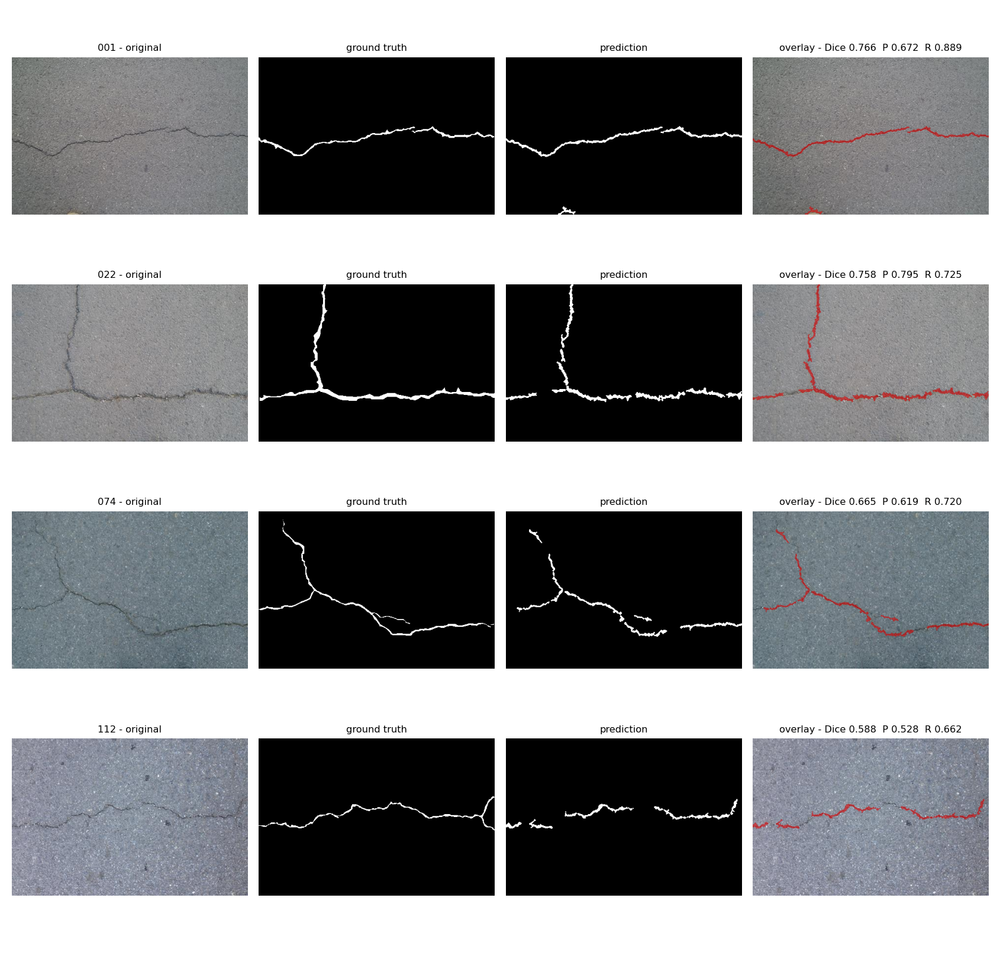 001 - original
ground truth
prediction
overlay - Dice 0.766 P 0.672 R 0.889
022 - original
ground truth
prediction
overlay - Dice 0.758 P 0.795 R 0.725
074 - original
ground truth
prediction
overlay - Dice 0.665 P 0.619 R 0.720
112 - original
ground truth
prediction
overlay - Dice 0.588 P 0.528 R 0.662